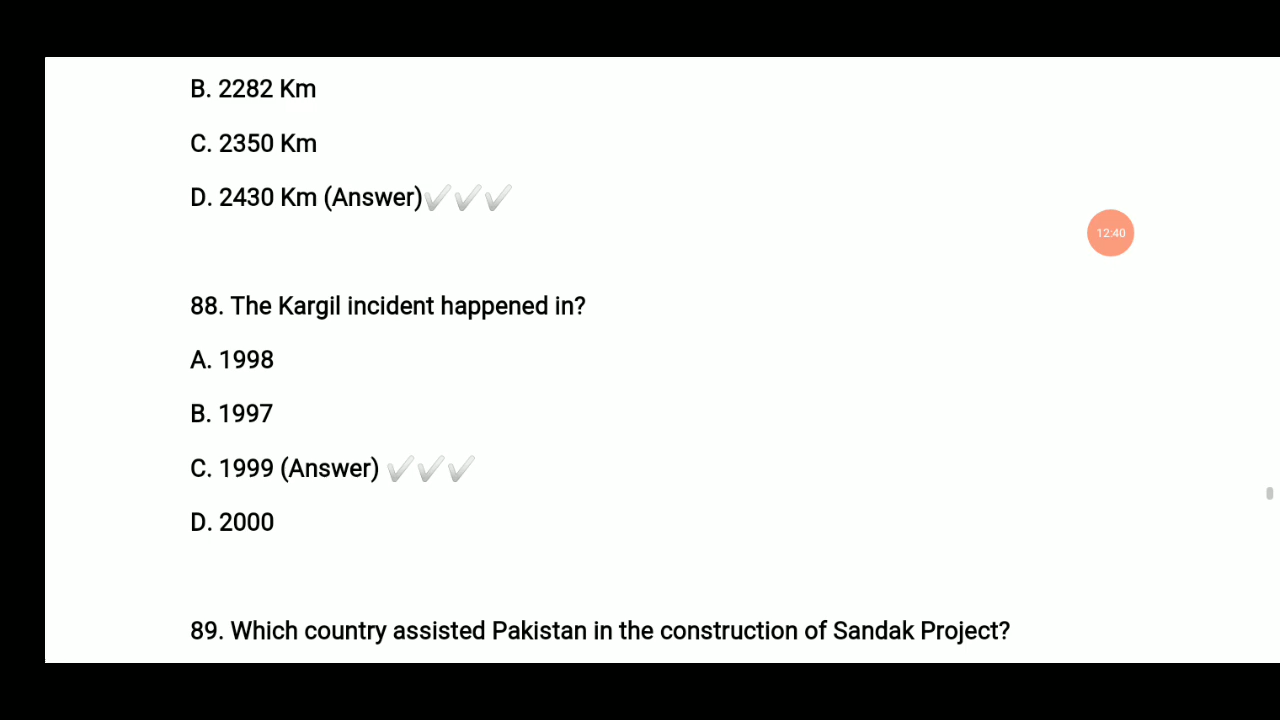 B. 2282 Km
C. 2350 Km
D. 2430 Km (Answer)✔✔✔
12:40
88. The Kargil incident happened in?
A. 1998
B. 1997
C. 1999 (Answer) ✔✔✔
D. 2000
89. Which country assisted Pakistan in the construction of Sandak Project?